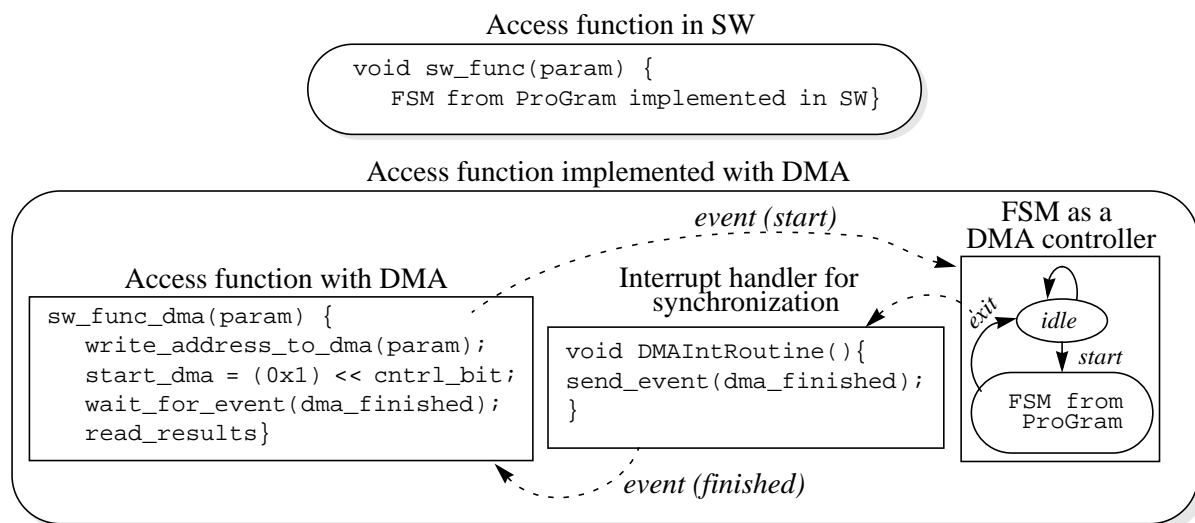 Access function in SW
void sw_func(param) {
FSM from ProGram implemented in SW}
Access function implemented with DMA
event (start)
FSM as a
DMA controller
Access function with DMA
sw_func_dma(param) {
write_address_to_dma(param);
start_dma = (0x1) << cntrl_bit;
wait_for_event(dma_finished);
read_results}
Interrupt handler for
synchronization
void DMAIntRoutine(){
send_event(dma_finished);
}
exit
idle
start
FSM from
ProGram
event (finished)